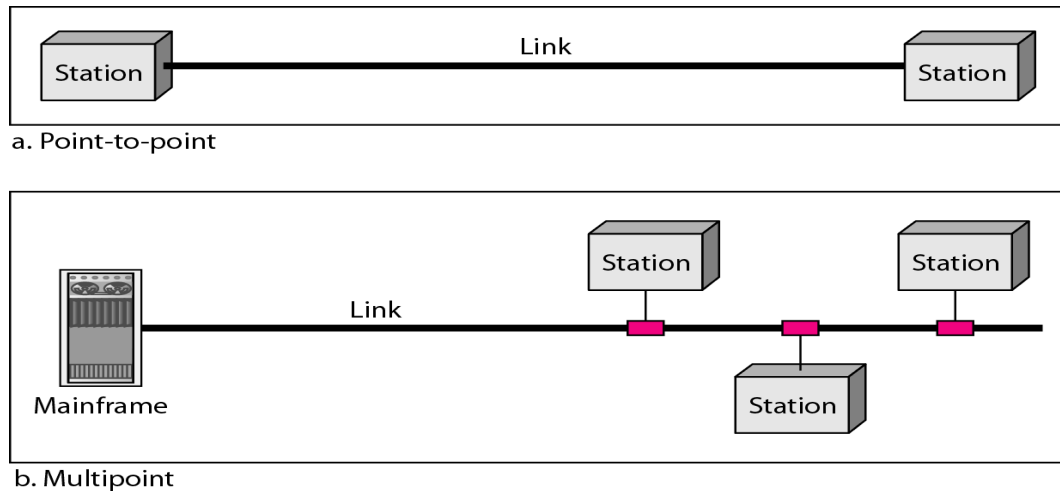 Link
Station
Station
a. Point-to-point
Station
Station
Link
Mainframe
Station
b. Multipoint